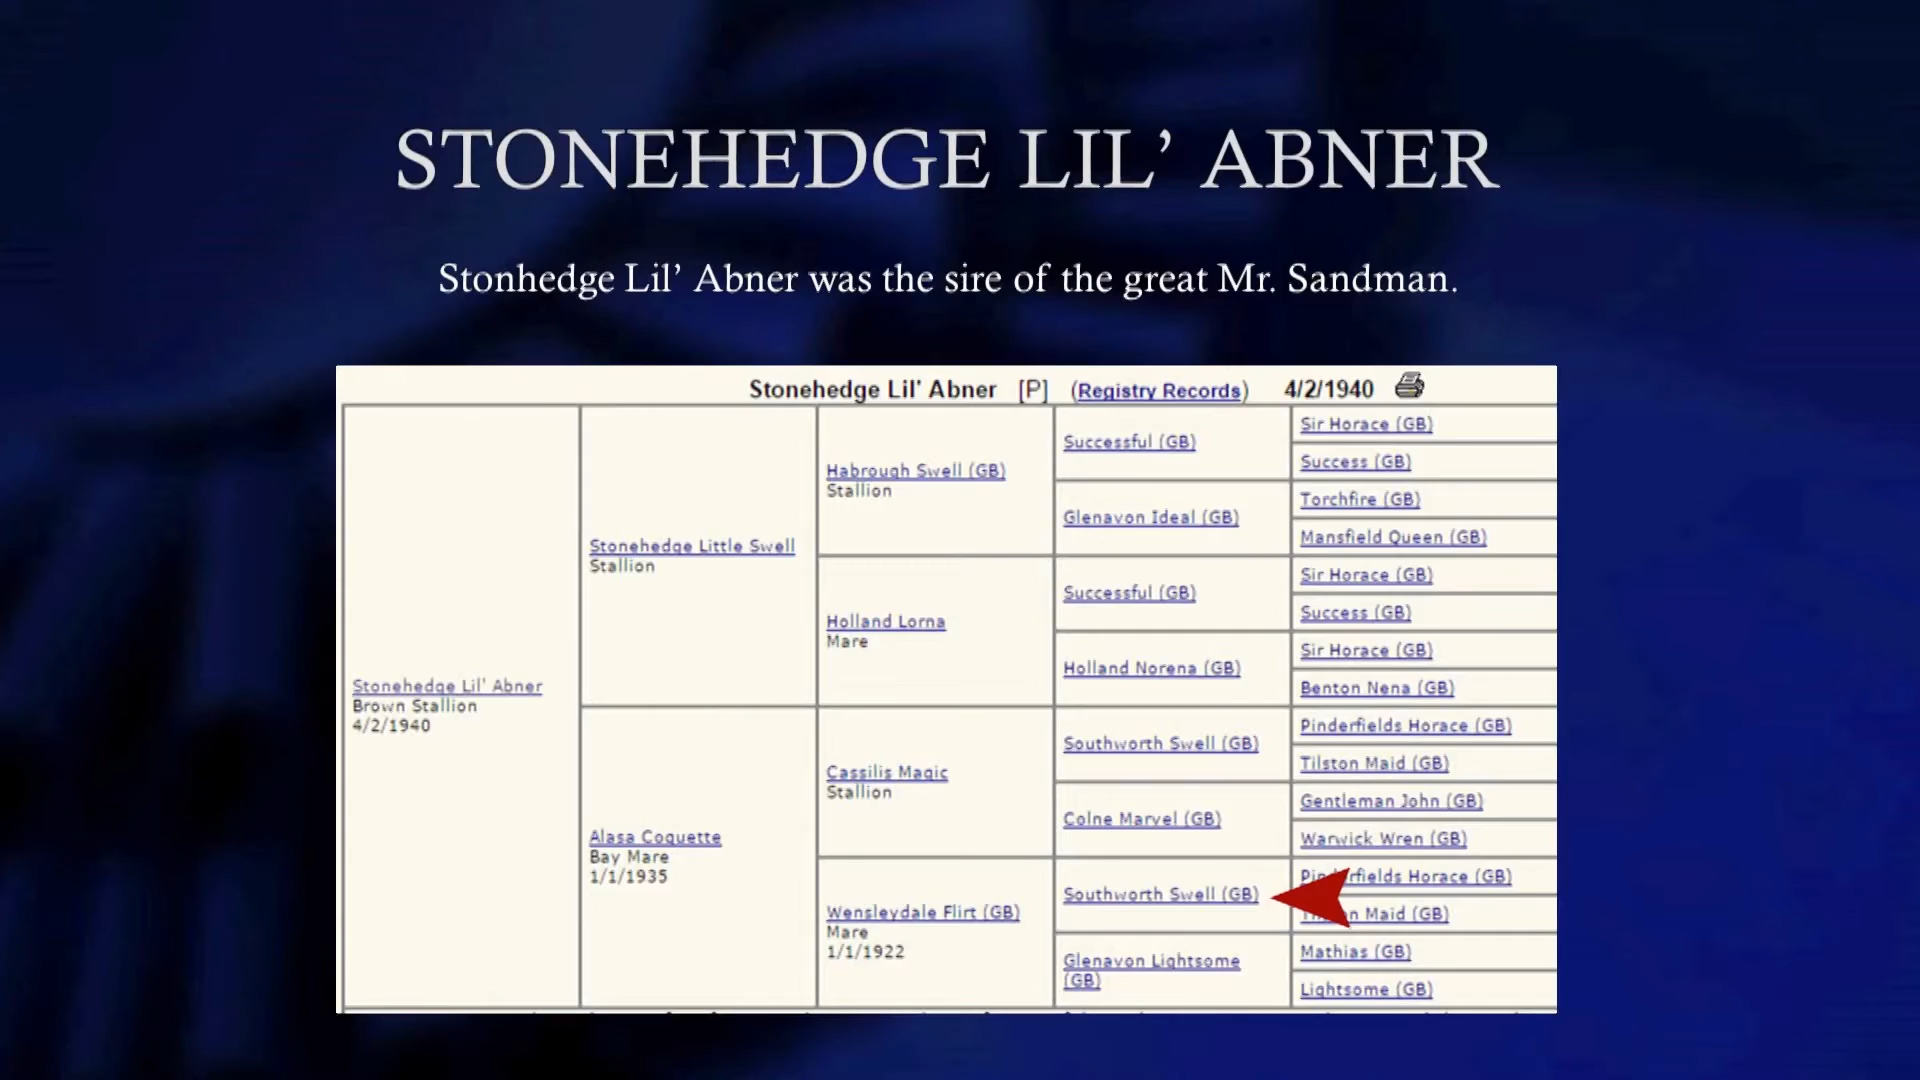 STONEHEDGE LIL’ ABNER
Stonhedge Lil’ Abner was the sire of the great Mr. Sandman.
Stonehedge Lil' Abner [P] (Registry Records) 4/2/1940
Stonehedge Lil' Abner
Brown Stallion
4/2/1940
Stonehedge Little Swell
Stallion
Alasa Coquette
Bay Mare
1/1/1935
Habrough Swell (GB)
Stallion
Holland Lorna
Mare
Cassilis Magic
Stallion
Wensleydale Flirt (GB)
Mare
1/1/1922
Successful (GB)
Glenavon Ideal (GB)
Successful (GB)
Holland Norena (GB)
Southworth Swell (GB)
Colne Marvel (GB)
Southworth Swell (GB)
Glenavon Lightsome
(GB)
Sir Horace (GB)
Success (GB)
Torchfire (GB)
Mansfield Queen (GB)
Sir Horace (GB)
Success (GB)
Sir Horace (GB)
Benton Nena (GB)
Pinderfields Horace (GB)
Tilston Maid (GB)
Gentleman John (GB)
Warwick Wren (GB)
Pinderfields Horace (GB)
Maid (GB)
Mathias (GB)
Lightsome (GB)